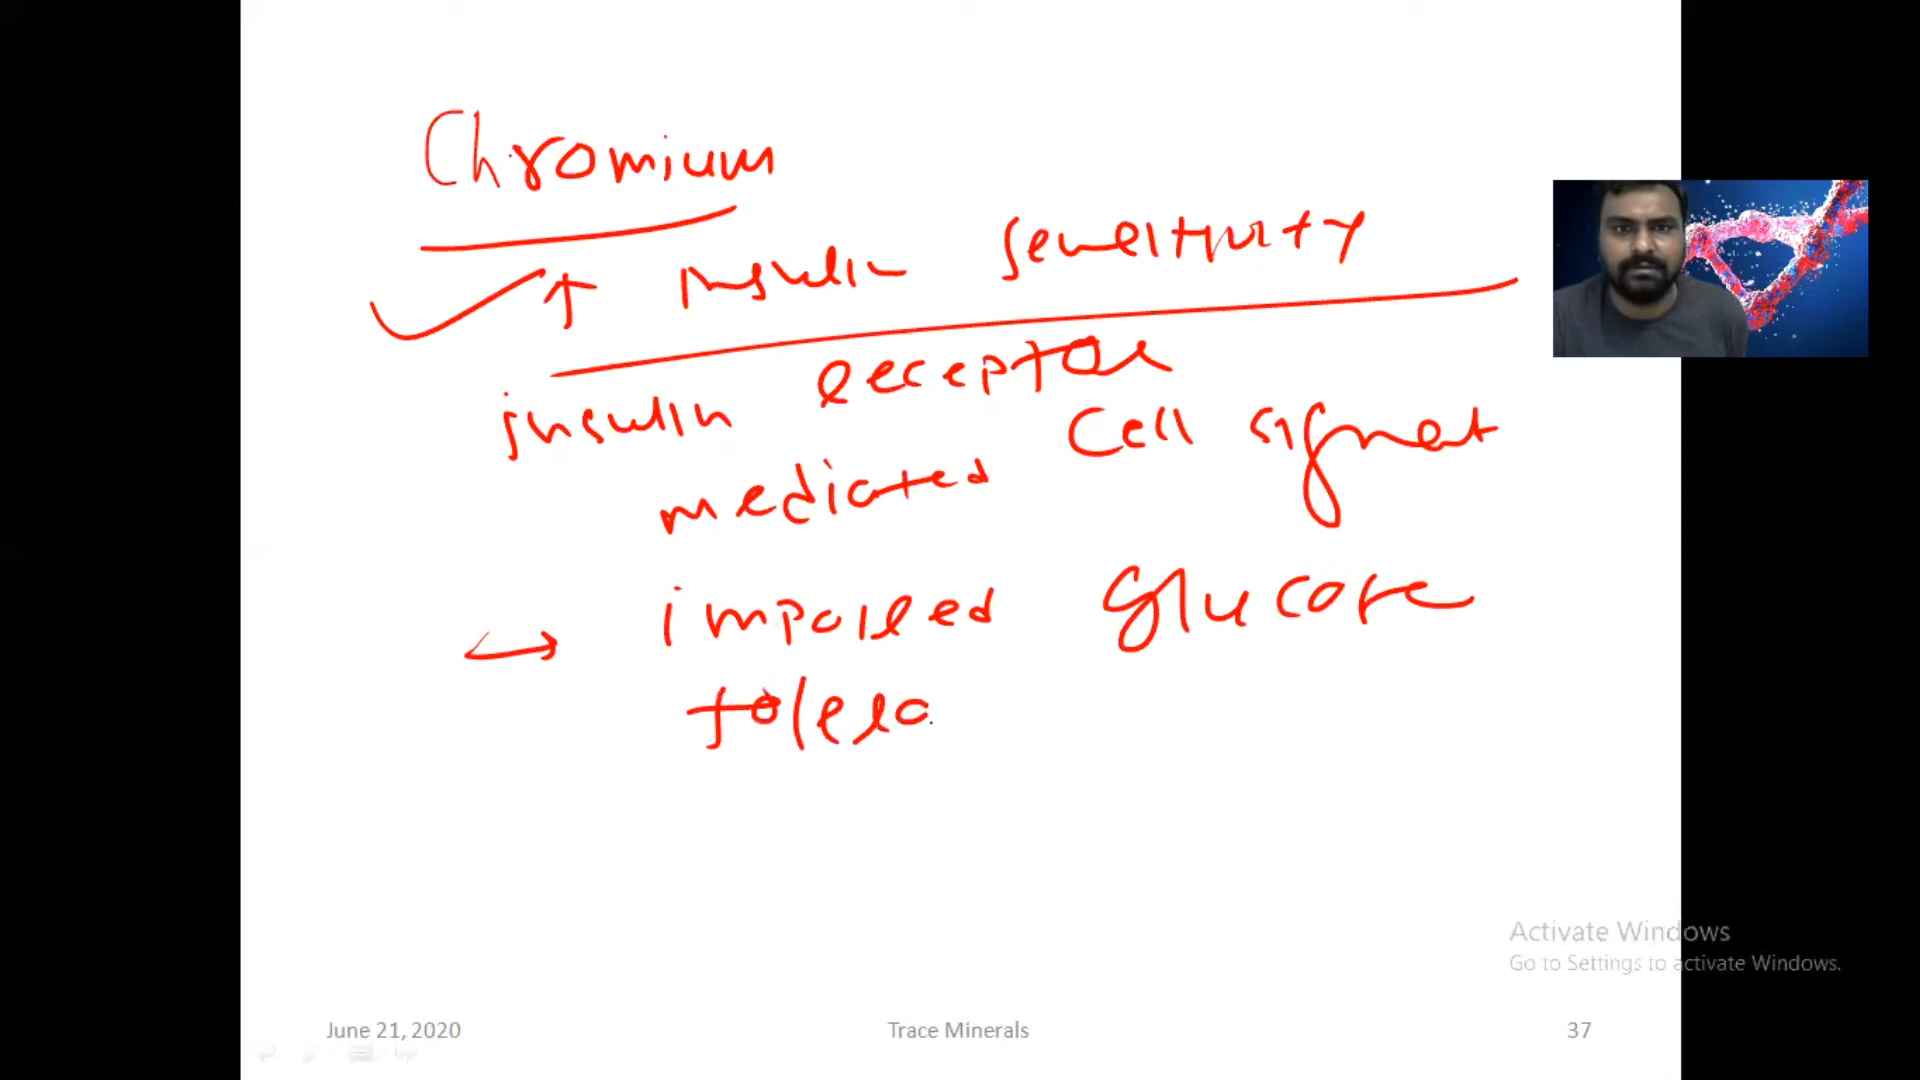 Chromium
↑ Insulin sensitivity
insulin receptor
mediated cell signal
→ impaired glucose
tolera
Activate Windows
Go to Settings to activate Windows.
June 21, 2020 Trace Minerals 37